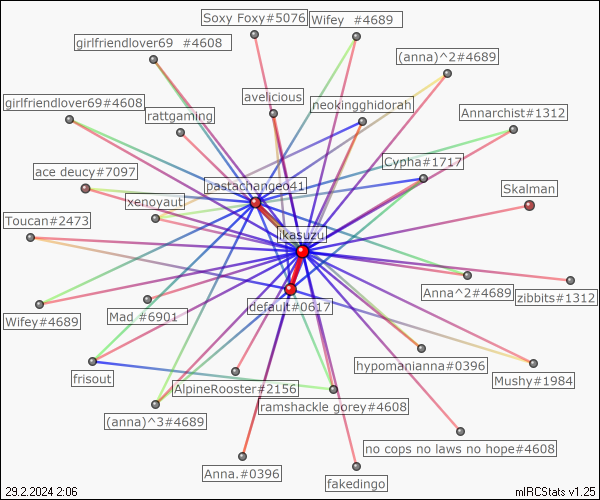 Soxy Foxy#5076
Wifey   #4689
girlfriendlover69   #4608
(anna)^2#4689
avelicious
neokingghidorah
girlfriendlover69#4608
rattgaming
Annarchist#1312
Cypha#1717
ace deucy#7097
pastachangeo41
Skalman
xenoyaut
Toucan#2473
ikasuzu
Anna^2#4689
zibbits#1312
default#0617
Wifey#4689
Mad #6901
hypomanianna#0396
frisout
Mushy#1984
AlpineRooster#2156
ramshackle gorey#4608
(anna)^3#4689
no cops no laws no hope#4608
Anna.#0396
fakedingo
29.2.2024 2:06
mIRCStats v1.25